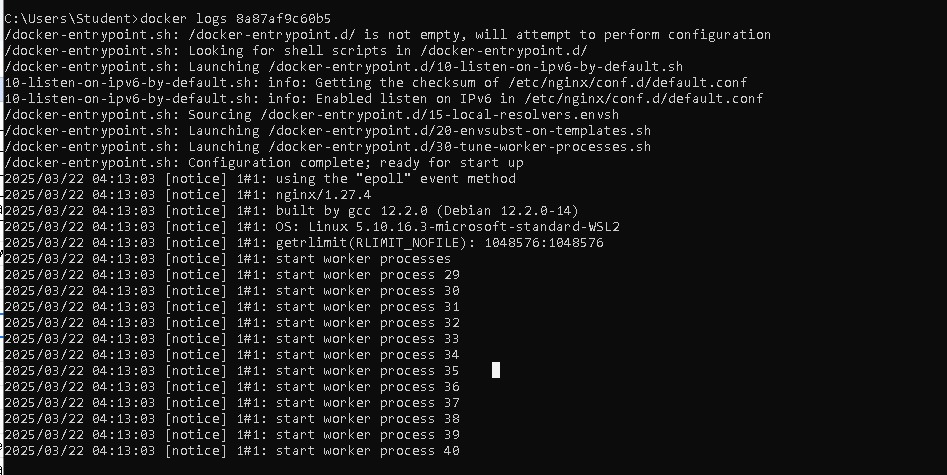 C:\Users\Student>docker logs 8a87af9c60b5
/docker-entrypoint.sh: /docker-entrypoint.d/ is not empty, will attempt to perform configuration
/docker-entrypoint.sh: Looking for shell scripts in /docker-entrypoint.d/
/docker-entrypoint.sh: Launching /docker-entrypoint.d/10-listen-on-ipv6-by-default.sh
10-listen-on-ipv6-by-default.sh: info: Getting the checksum of /etc/nginx/conf.d/default.conf
10-listen-on-ipv6-by-default.sh: info: Enabled listen on IPv6 in /etc/nginx/conf.d/default.conf
/docker-entrypoint.sh: Sourcing /docker-entrypoint.d/15-local-resolvers.envsh
/docker-entrypoint.sh: Launching /docker-entrypoint.d/20-envsubst-on-templates.sh
/docker-entrypoint.sh: Launching /docker-entrypoint.d/30-tune-worker-processes.sh
/docker-entrypoint.sh: Configuration complete; ready for start up
2025/03/22 04:13:03 [notice] 1#1: using the "epoll" event method
2025/03/22 04:13:03 [notice] 1#1: nginx/1.27.4
2025/03/22 04:13:03 [notice] 1#1: built by gcc 12.2.0 (Debian 12.2.0-14)
2025/03/22 04:13:03 [notice] 1#1: OS: Linux 5.10.16.3-microsoft-standard-WSL2
2025/03/22 04:13:03 [notice] 1#1: getrlimit(RLIMIT_NOFILE): 1048576:1048576
2025/03/22 04:13:03 [notice] 1#1: start worker processes
2025/03/22 04:13:03 [notice] 1#1: start worker process 29
2025/03/22 04:13:03 [notice] 1#1: start worker process 30
2025/03/22 04:13:03 [notice] 1#1: start worker process 31
2025/03/22 04:13:03 [notice] 1#1: start worker process 32
2025/03/22 04:13:03 [notice] 1#1: start worker process 33
2025/03/22 04:13:03 [notice] 1#1: start worker process 34
2025/03/22 04:13:03 [notice] 1#1: start worker process 35
2025/03/22 04:13:03 [notice] 1#1: start worker process 36
2025/03/22 04:13:03 [notice] 1#1: start worker process 37
2025/03/22 04:13:03 [notice] 1#1: start worker process 38
2025/03/22 04:13:03 [notice] 1#1: start worker process 39
2025/03/22 04:13:03 [notice] 1#1: start worker process 40